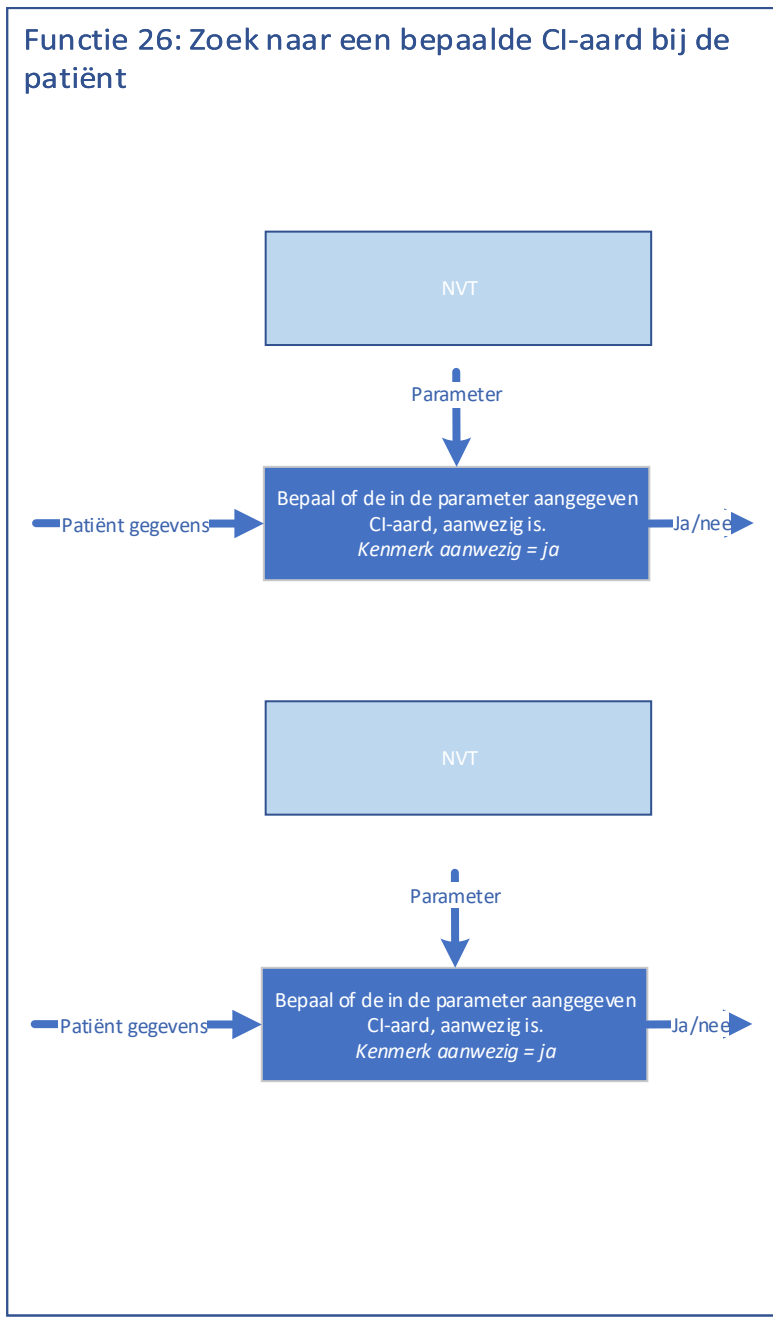 Functie 26: Zoek naar een bepaalde CI-aard bij de
patiënt
NVT
Parameter
Bepaal of de in de parameter aangegeven
CI-aard, aanwezig is.
Kenmerk aanwezig = ja
Patiënt gegevens
Ja/nee
NVT
Parameter
Bepaal of de in de parameter aangegeven
CI-aard, aanwezig is.
Kenmerk aanwezig = ja
Patiënt gegevens
Ja/nee